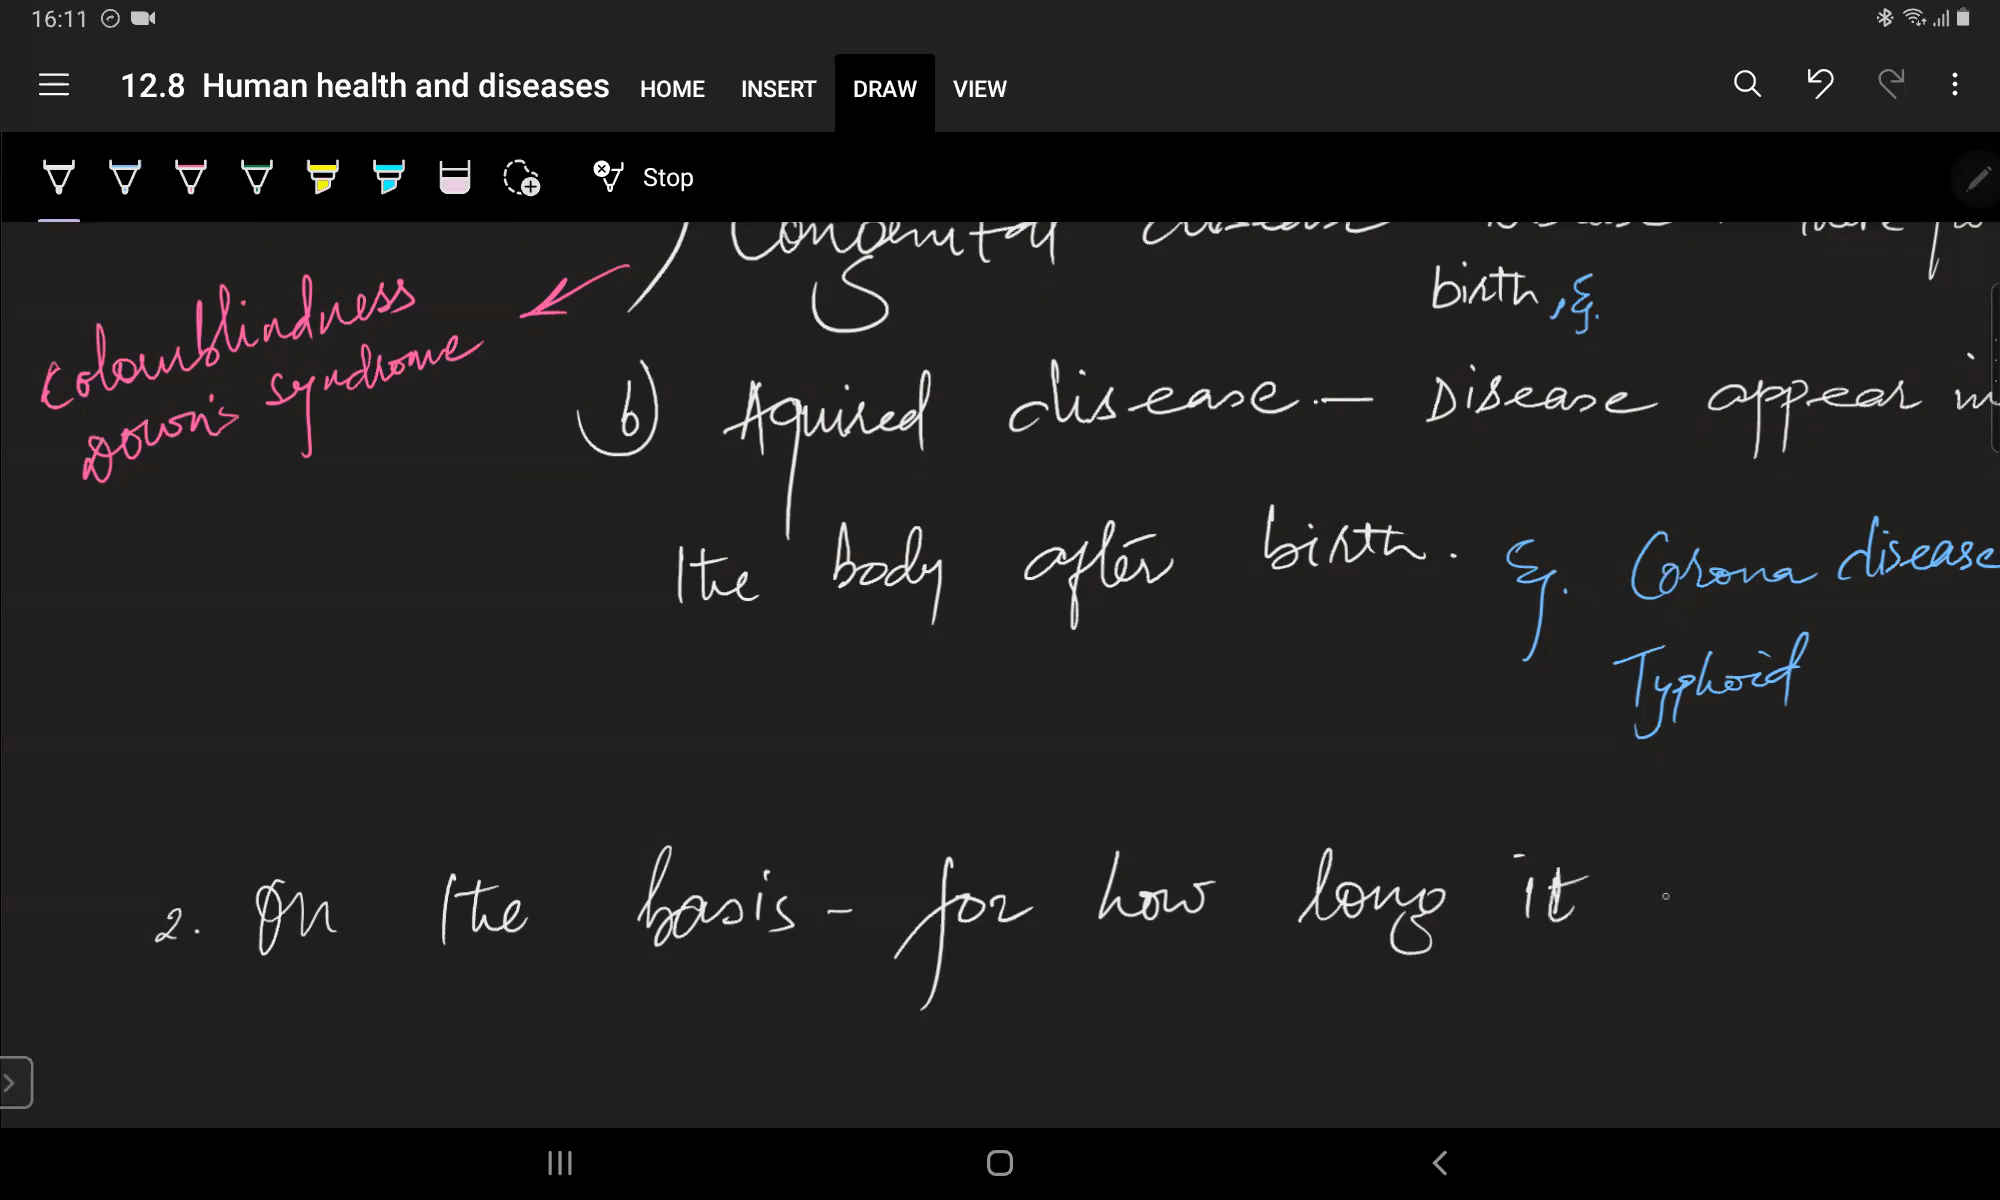 16:11
12.8 Human health and diseases HOME INSERT DRAW VIEW
Stop
Congenital disease
birth, Eg.
Colourblindness
Down's syndrome
b) Aquired disease - Disease appear in
the body after birth. Eg. Corona disease
Typhoid
2. On the basis - for how long it